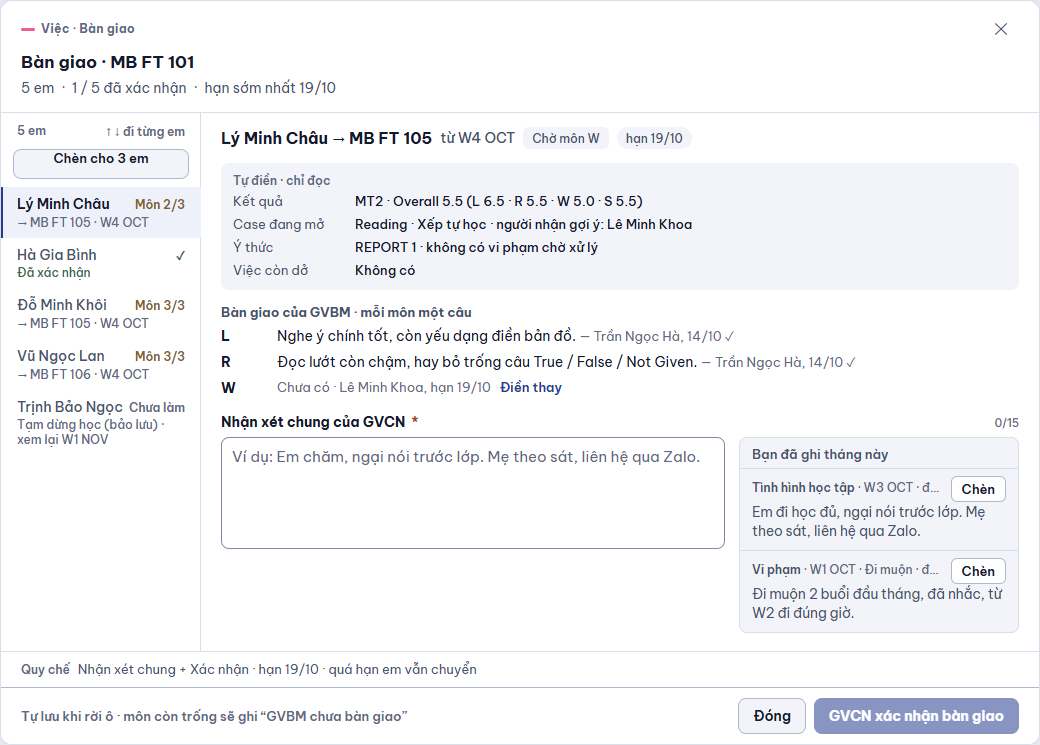 Việc · Bàn giao
Bàn giao · MB FT 101
5 em · 1 / 5 đã xác nhận · hạn sớm nhất 19/10
5 em ↑↓ đi từng em
Chèn cho 3 em
Lý Minh Châu Môn 2/3
→ MB FT 105 · W4 OCT
Hà Gia Bình ✓
Đã xác nhận
Đỗ Minh Khôi Môn 3/3
→ MB FT 105 · W4 OCT
Vũ Ngọc Lan Môn 3/3
→ MB FT 106 · W4 OCT
Trịnh Bảo Ngọc Chưa làm
Tạm dừng học (bảo lưu) ·
xem lại W1 NOV
Lý Minh Châu → MB FT 105 từ W4 OCT Chờ môn W hạn 19/10
Tự điền · chỉ đọc
Kết quả MT2 · Overall 5.5 (L 6.5 · R 5.5 · W 5.0 · S 5.5)
Case đang mở Reading · Xếp tự học · người nhận gợi ý: Lê Minh Khoa
Ý thức REPORT 1 · không có vi phạm chờ xử lý
Việc còn dở Không có
Bàn giao của GVBM · mỗi môn một câu
L Nghe ý chính tốt, còn yếu dạng điền bản đồ. — Trần Ngọc Hà, 14/10 ✓
R Đọc lướt còn chậm, hay bỏ trống câu True / False / Not Given. — Trần Ngọc Hà, 14/10 ✓
W Chưa có · Lê Minh Khoa, hạn 19/10 Điền thay
Nhận xét chung của GVCN * 0/15
Ví dụ: Em chăm, ngại nói trước lớp. Mẹ theo sát, liên hệ qua Zalo.
Bạn đã ghi tháng này
Tình hình học tập · W3 OCT · đ... Chèn
Em đi học đủ, ngại nói trước lớp. Mẹ
theo sát, liên hệ qua Zalo.
Vi phạm · W1 OCT · Đi muộn · đ... Chèn
Đi muộn 2 buổi đầu tháng, đã nhắc, từ
W2 đi đúng giờ.
Quy chế Nhận xét chung + Xác nhận · hạn 19/10 · quá hạn em vẫn chuyển
Tự lưu khi rời ô · môn còn trống sẽ ghi “GVBM chưa bàn giao”
Đóng
GVCN xác nhận bàn giao